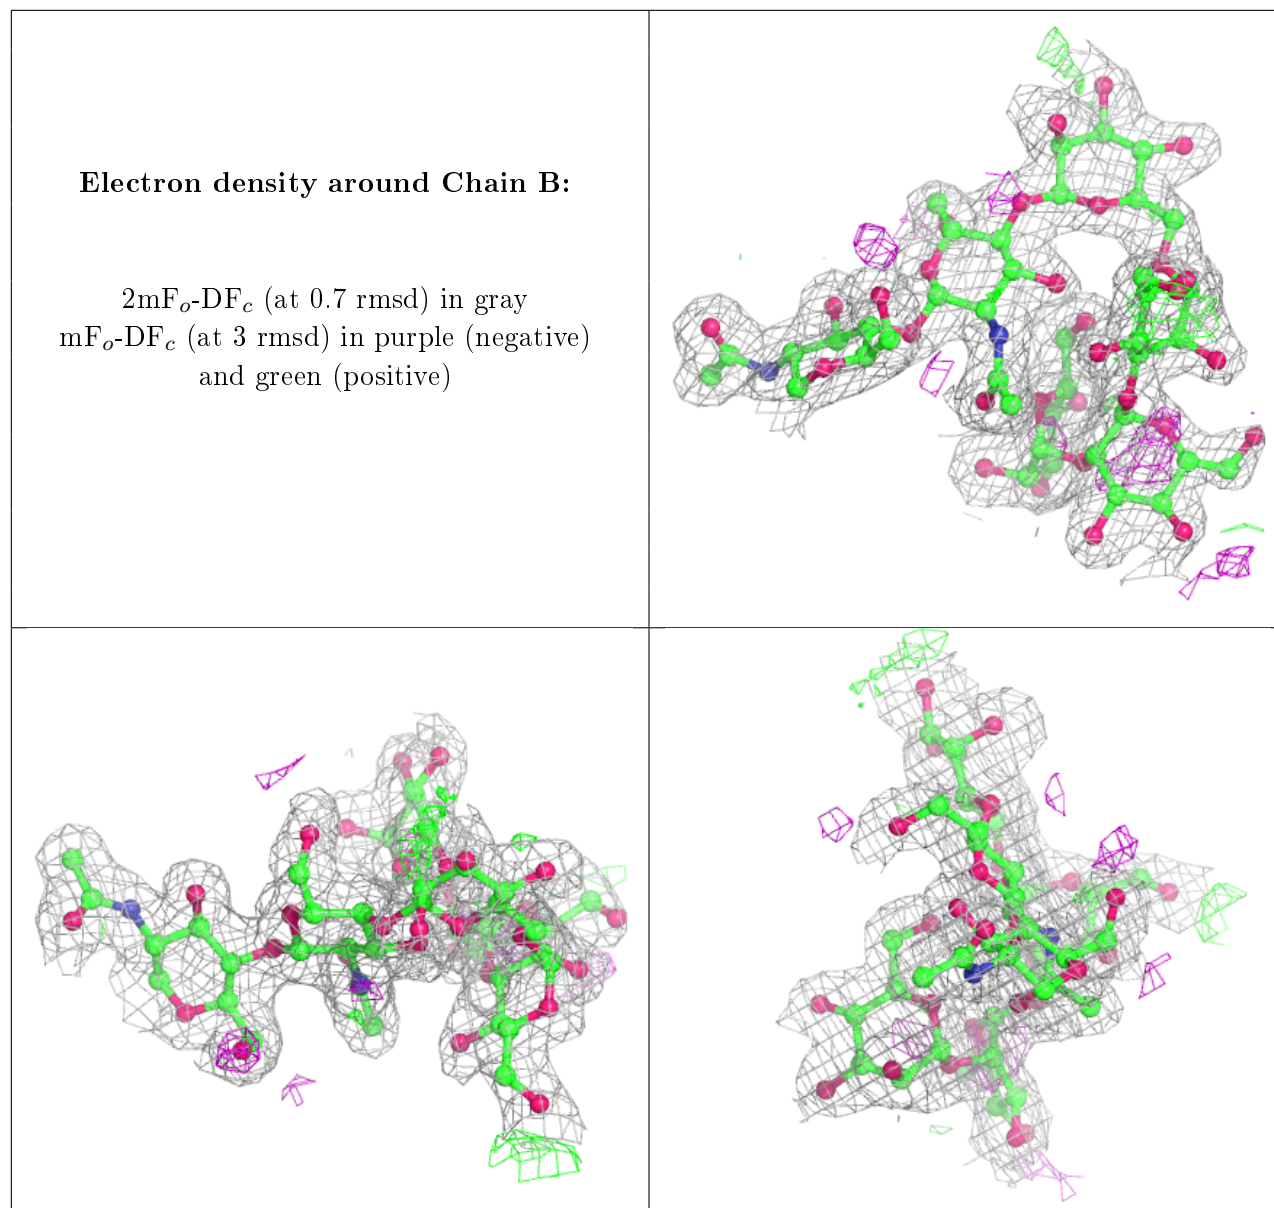 Electron density around Chain B:
2mFₒ-DF𝒸 (at 0.7 rmsd) in gray
mFₒ-DF𝒸 (at 3 rmsd) in purple (negative)
and green (positive)